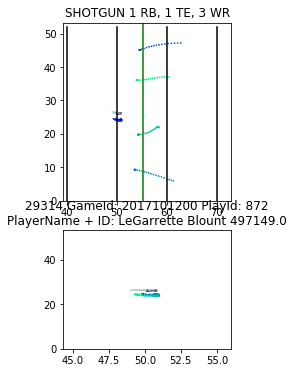 SHOTGUN 1 RB, 1 TE, 3 WR
50
40
30
20
10
0
40 50 60 70
29314 GameId: 2017101200 PlayId: 872
PlayerName + ID: LeGarrette Blount 497149.0
40
20
0
45.0 47.5 50.0 52.5 55.0